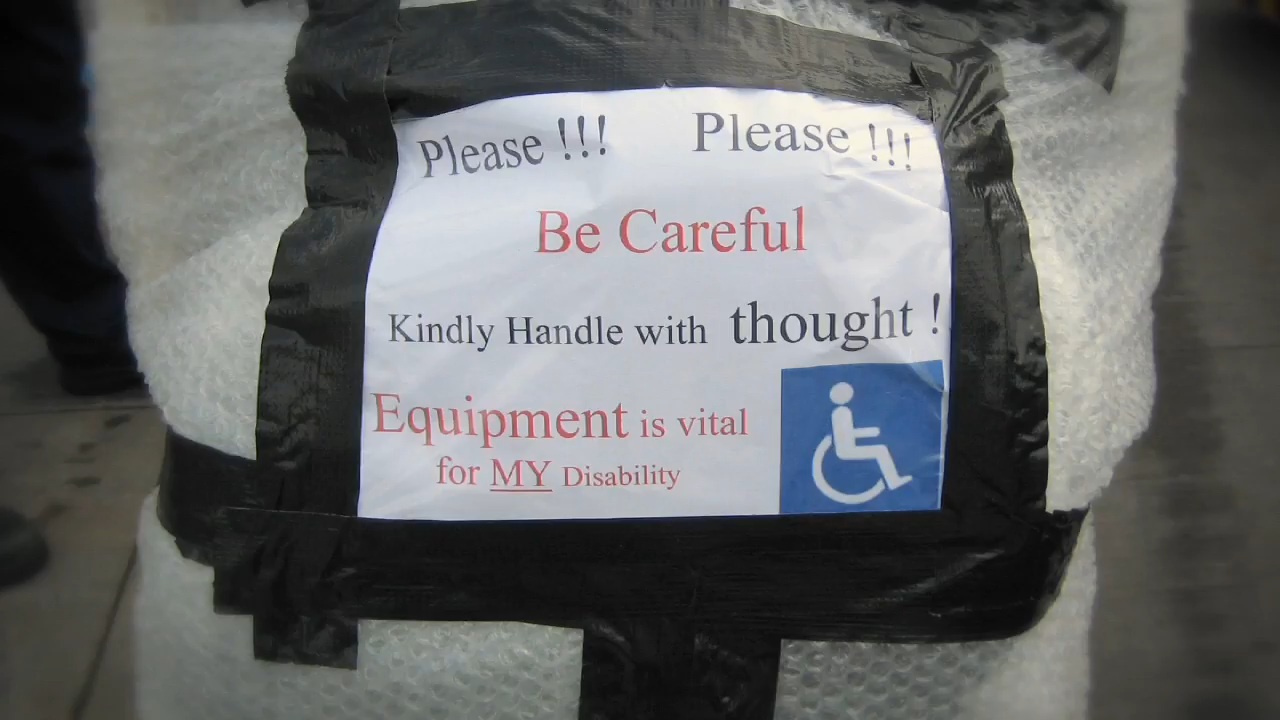 Please !!! Please !!!
Be Careful
Kindly Handle with thought !
Equipment is vital
for MY Disability